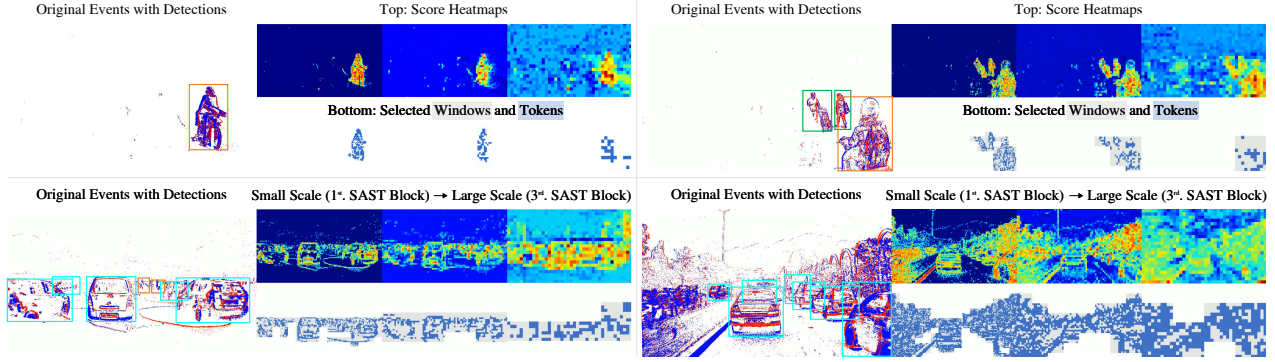 Original Events with Detections
Top: Score Heatmaps
Bottom: Selected Windows and Tokens
Original Events with Detections
Top: Score Heatmaps
Bottom: Selected Windows and Tokens
Original Events with Detections
Small Scale (1st. SAST Block) → Large Scale (3rd. SAST Block)
Original Events with Detections
Small Scale (1st. SAST Block) → Large Scale (3rd. SAST Block)